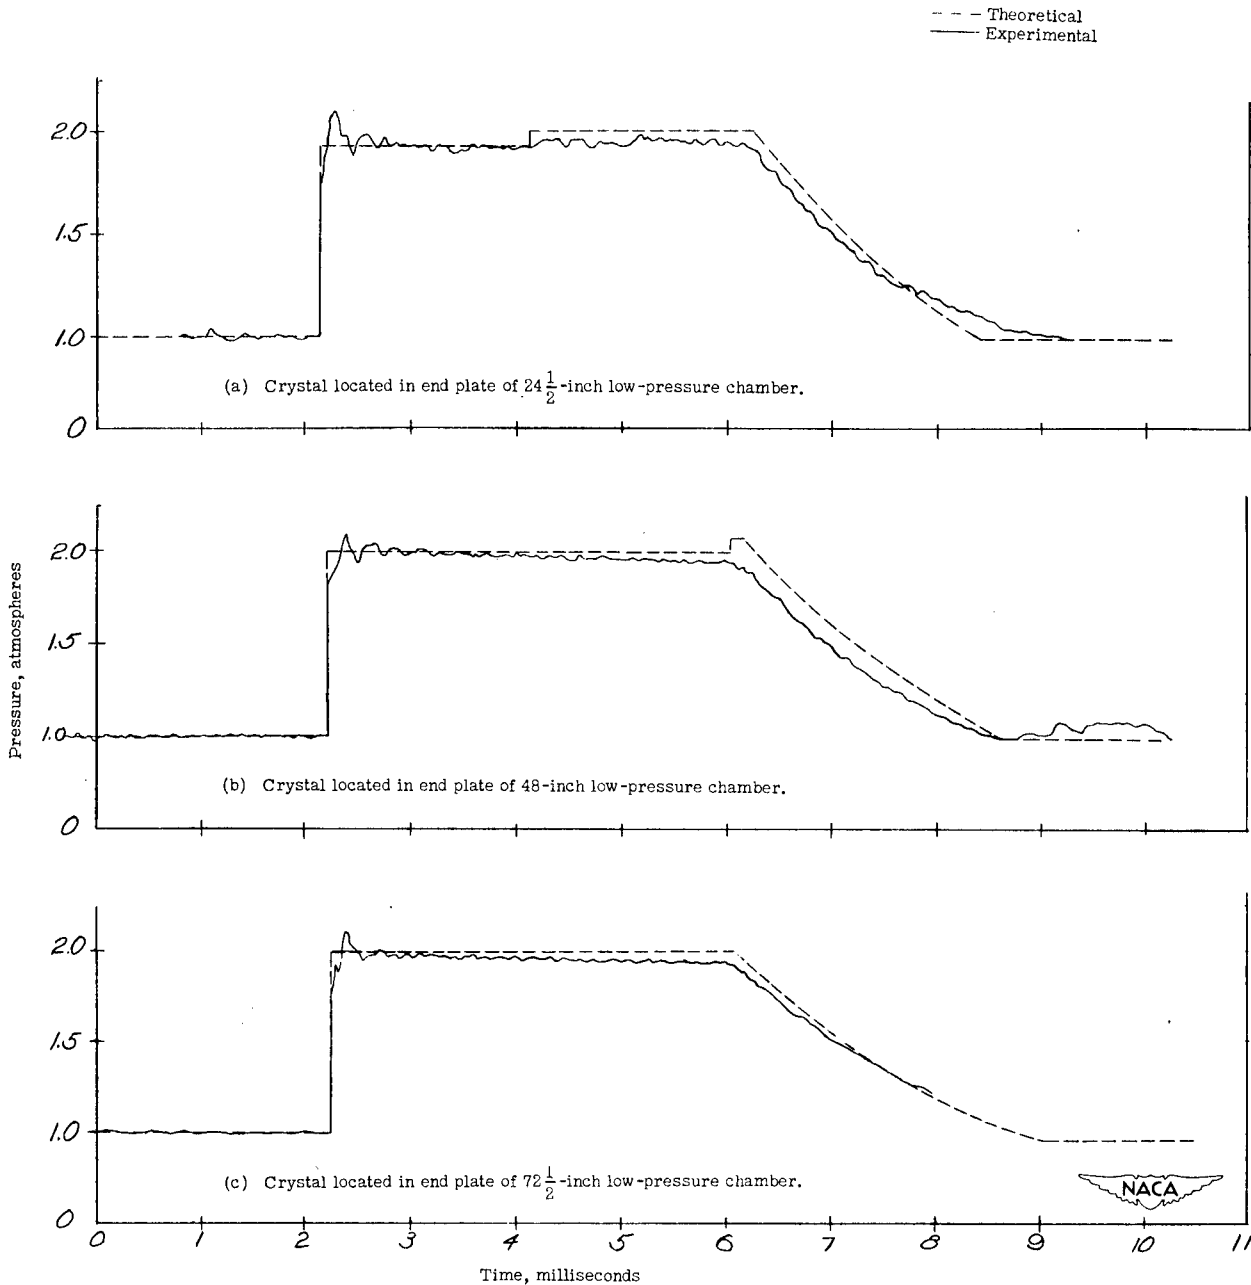 --- Theoretical
— Experimental
2.0
1.5
1.0
0
(a) Crystal located in end plate of 24 1/2-inch low-pressure chamber.
2.0
1.5
1.0
0
(b) Crystal located in end plate of 48-inch low-pressure chamber.
Pressure, atmospheres
2.0
1.5
1.0
0
(c) Crystal located in end plate of 72 1/2-inch low-pressure chamber.
NACA
0 1 2 3 4 5 6 7 8 9 10 11
Time, milliseconds